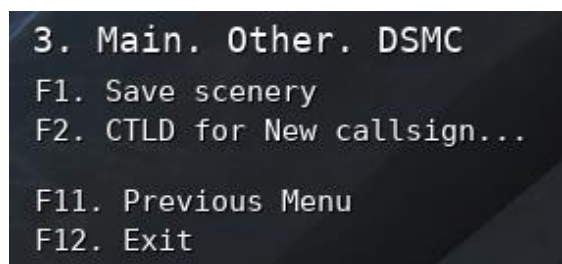 3. Main. Other. DSMC
F1. Save scenery
F2. CTLD for New callsign...
F11. Previous Menu
F12. Exit